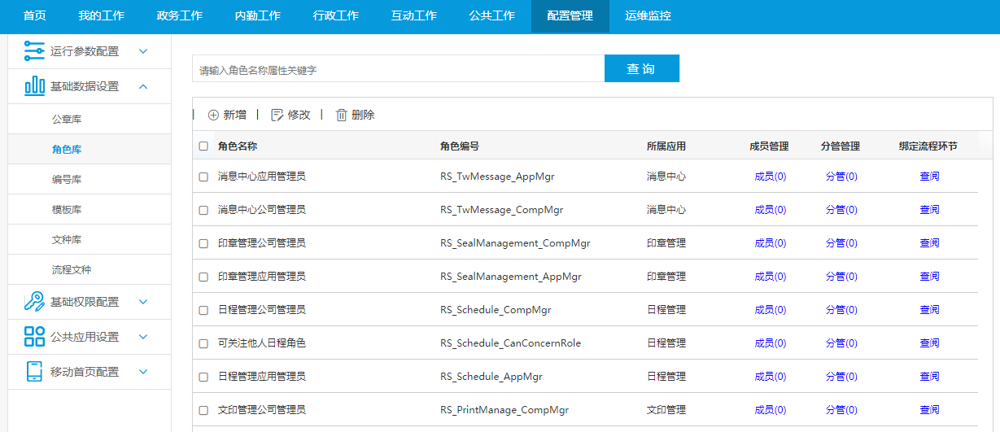 首页 我的工作 政务工作 内勤工作 行政工作 互动工作 公共工作 配置管理 运维监控
运行参数配置
基础数据设置
公章库
角色库
编号库
模板库
文种库
流程文种
基础权限配置
公共应用设置
移动首页配置
请输入角色名称属性关键字 查 询
新增 | 修改 | 删除
角色名称 角色编号 所属应用 成员管理 分管管理 绑定流程环节
消息中心应用管理员 RS_TwMessage_AppMgr 消息中心 成员(0) 分管(0) 查阅
消息中心公司管理员 RS_TwMessage_CompMgr 消息中心 成员(0) 分管(0) 查阅
印章管理公司管理员 RS_SealManagement_CompMgr 印章管理 成员(0) 分管(0) 查阅
印章管理应用管理员 RS_SealManagement_AppMgr 印章管理 成员(0) 分管(0) 查阅
日程管理公司管理员 RS_Schedule_CompMgr 日程管理 成员(0) 分管(0) 查阅
可关注他人日程角色 RS_Schedule_CanConcernRole 日程管理 成员(0) 分管(0) 查阅
日程管理应用管理员 RS_Schedule_AppMgr 日程管理 成员(0) 分管(0) 查阅
文印管理公司管理员 RS_PrintManage_CompMgr 文印管理 成员(0) 分管(0) 查阅